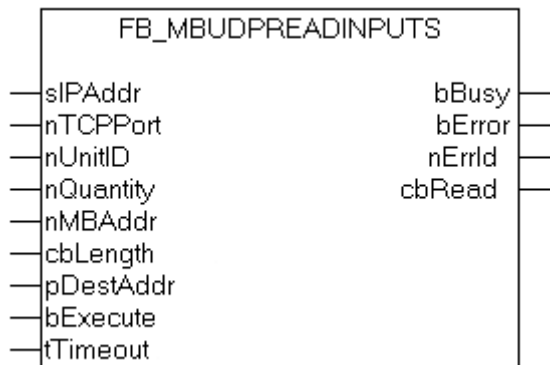 FB_MBUDPREADINPUTS
sIPAddr bBusy
nTCPPort bError
nUnitID nErrId
nQuantity cbRead
nMBAddr
cbLength
pDestAddr
bExecute
tTimeout